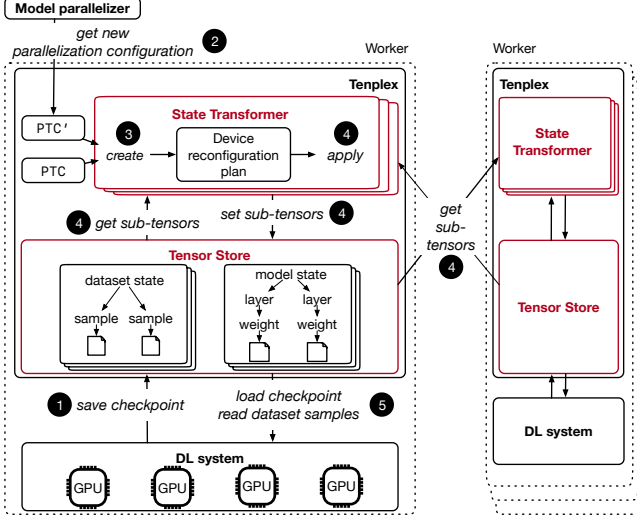 Model parallelizer
get new
parallelization configuration 2
Worker
Tenplex
State Transformer
PTC′
PTC
3
create
Device
reconfiguration
plan
4
apply
4 get sub-tensors
set sub-tensors 4
Tensor Store
dataset state
sample sample
model state
layer layer
weight weight
1 save checkpoint
load checkpoint
read dataset samples
5
DL system
GPU GPU GPU GPU
get
sub-
tensors
4
Worker
Tenplex
State
Transformer
Tensor Store
DL system